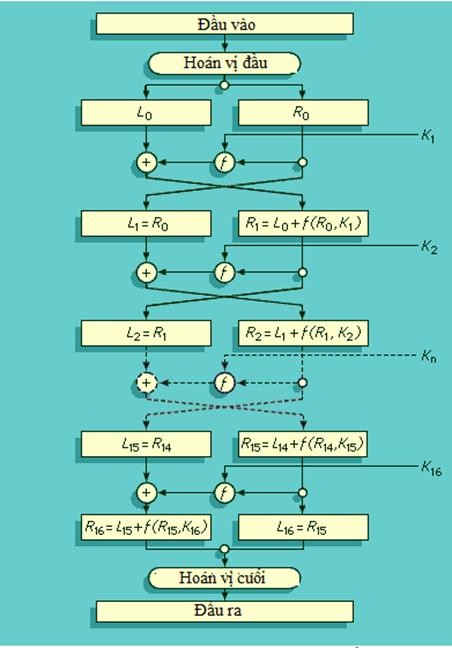 Đầu vào
Hoán vị đầu
L0 R0
K1
+ f
L1 = R0 R1 = L0 + f(R0, K1)
K2
+ f
L2 = R1 R2 = L1 + f(R1, K2)
Kn
+ f
L15 = R14 R15 = L14 + f(R14, K15)
K16
+ f
R16 = L15 + f(R15, K16) L16 = R15
Hoán vị cuối
Đầu ra